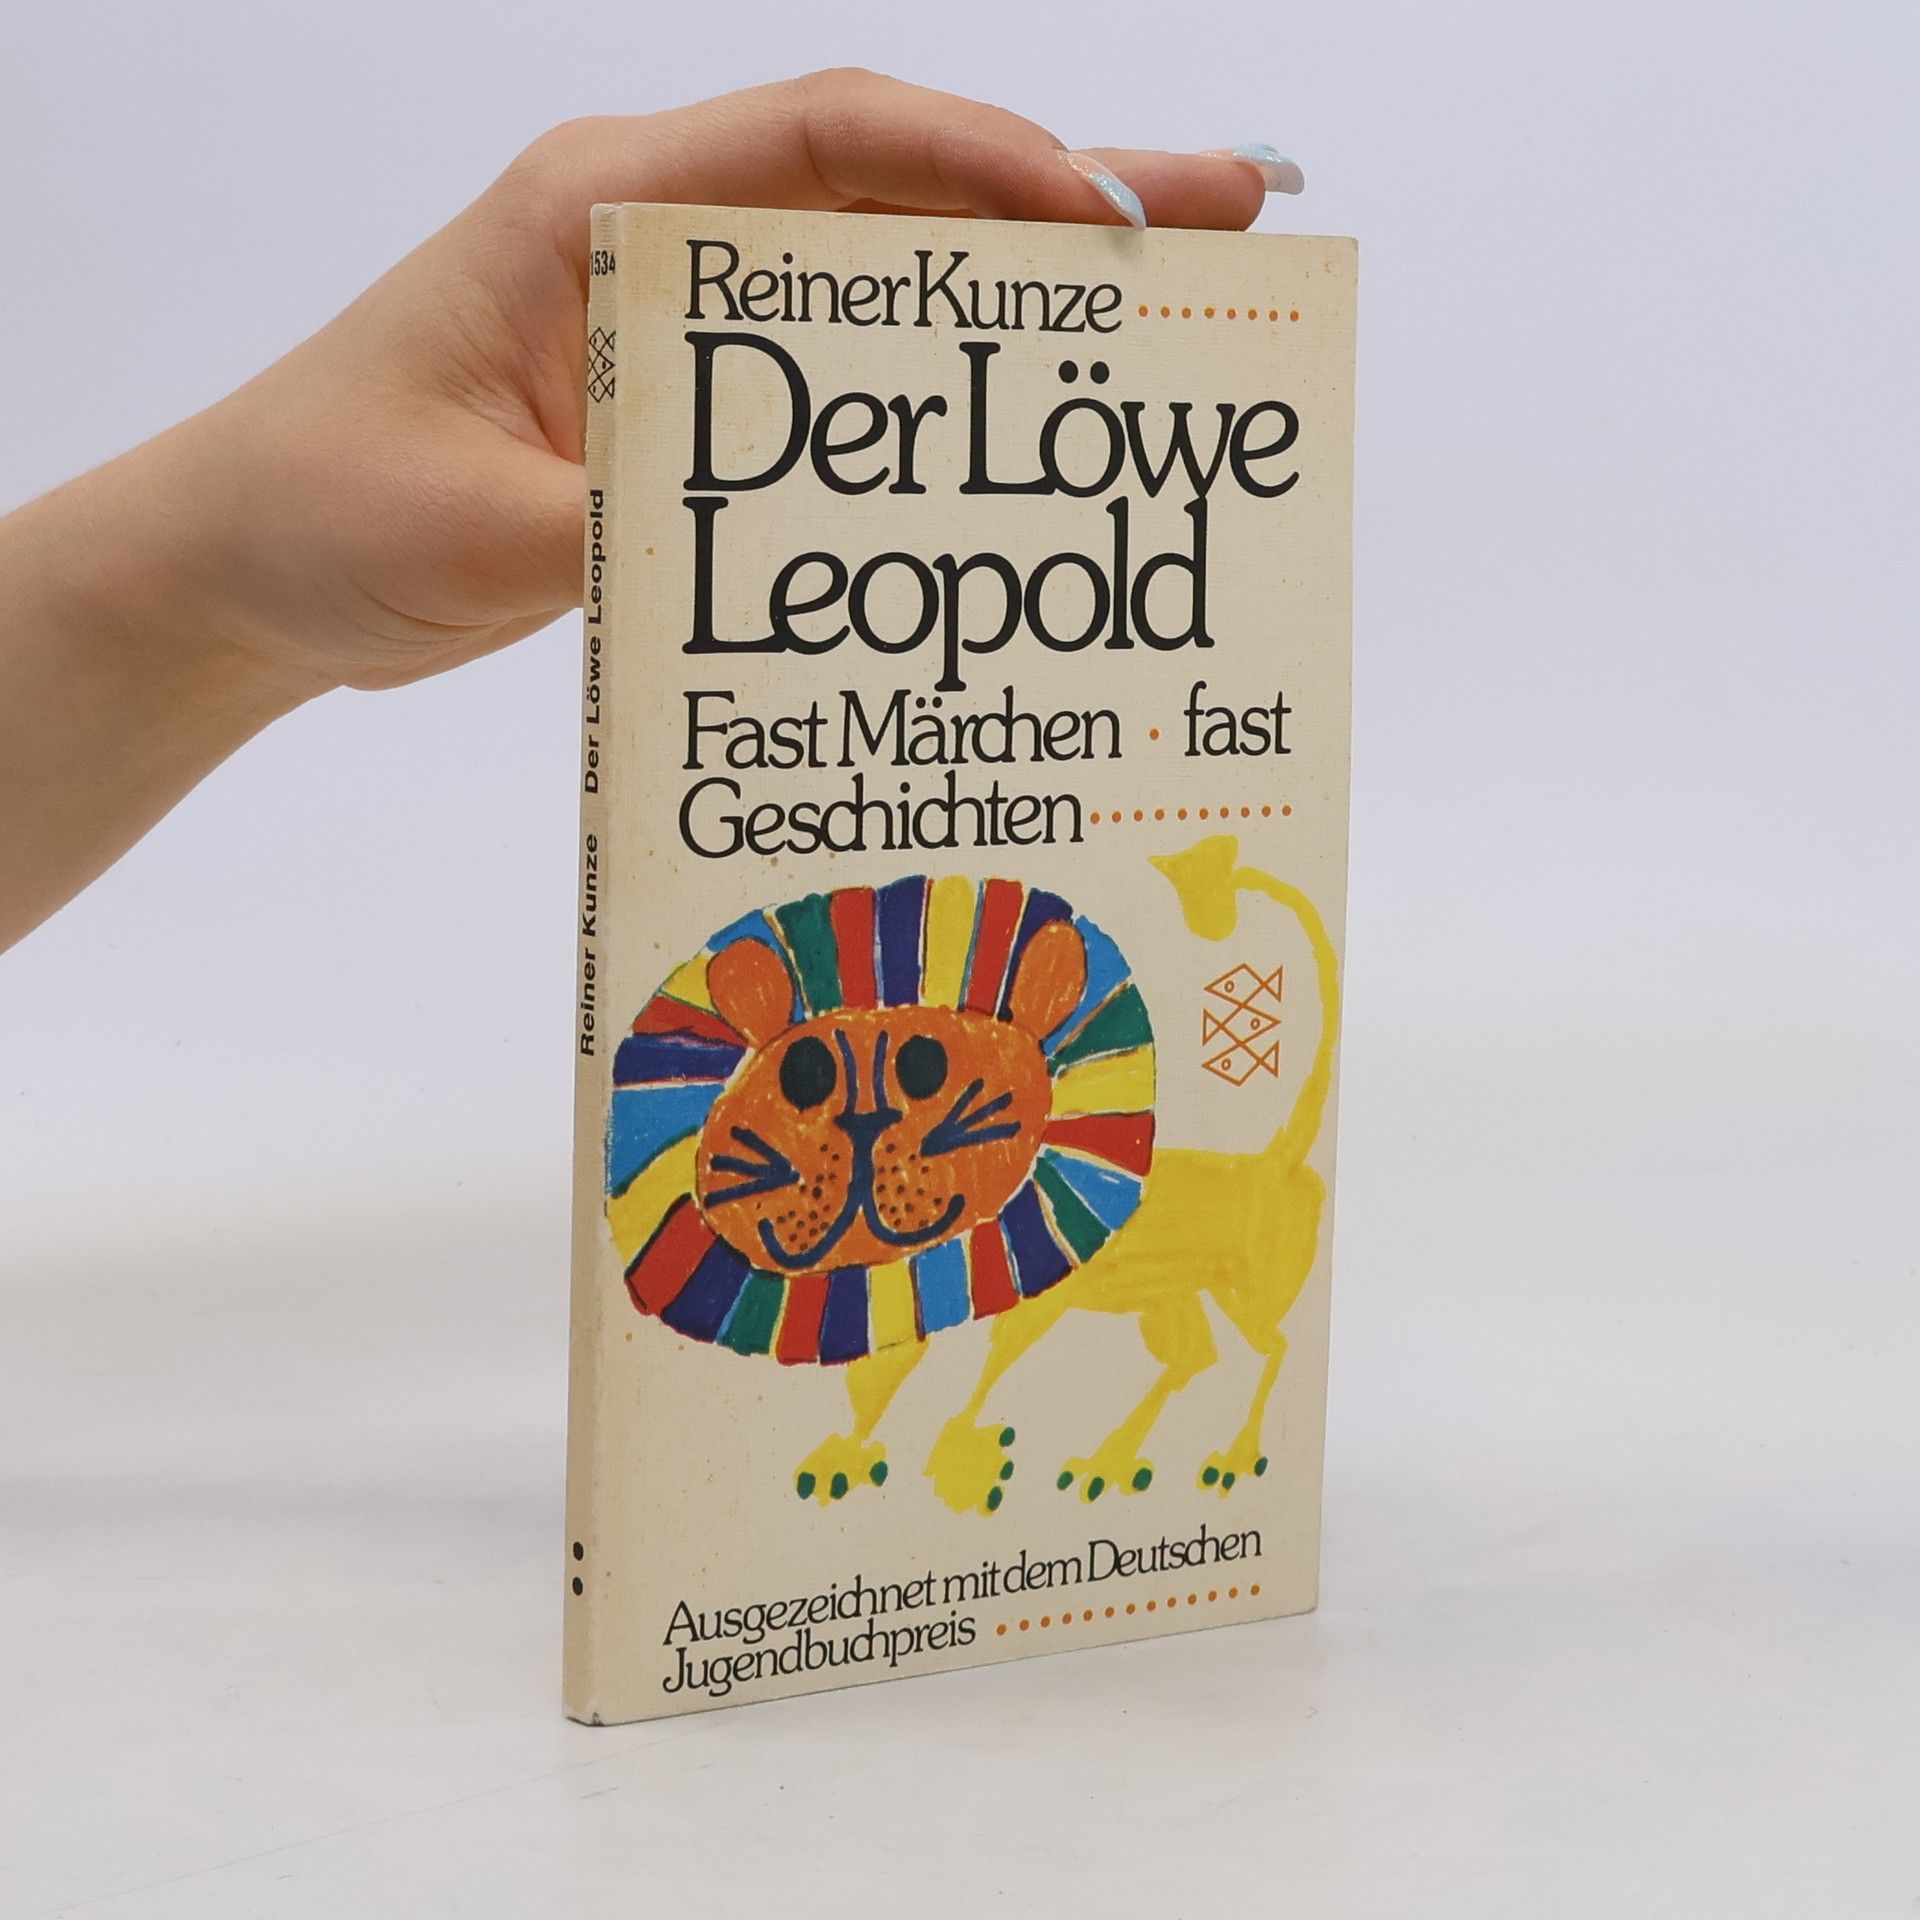 Reiner Kunze
Der Löwe
Leopold
Fast Märchen · fast
Geschichten
Ausgezeichnet mit dem Deutschen
Jugendbuchpreis
1534
Reiner Kunze Der Löwe Leopold